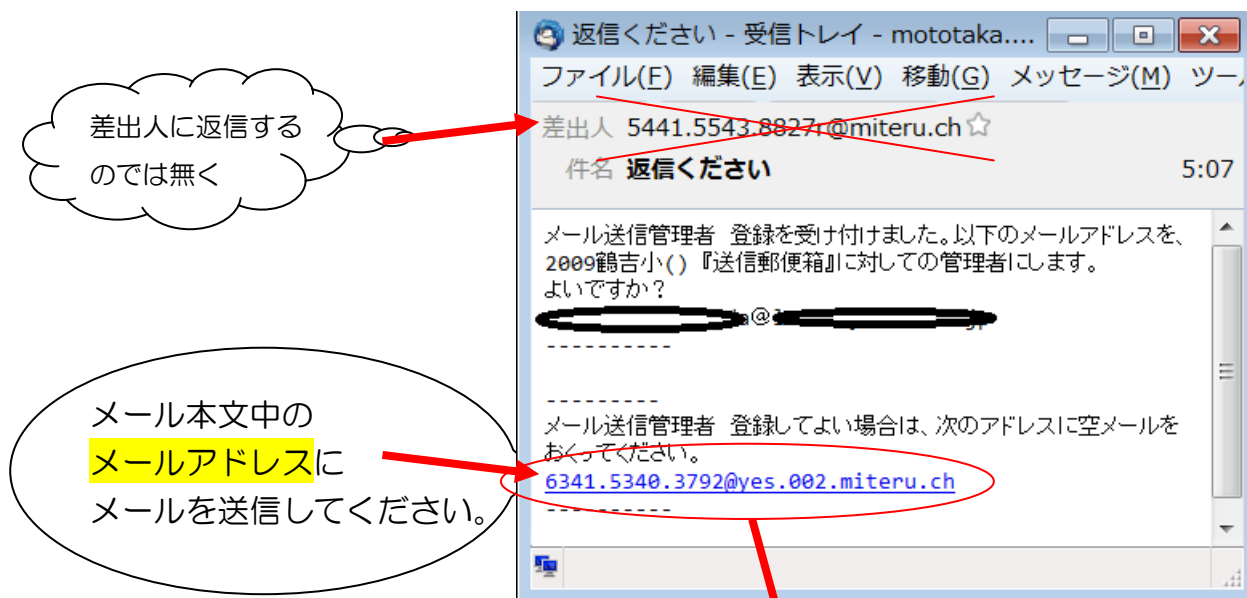 返信ください - 受信トレイ - mototaka....
ファイル(F) 編集(E) 表示(V) 移動(G) メッセージ(M) ツー
差出人に返信する
のでは無く
差出人 5441.5543.8827r@miteru.ch☆
件名 返信ください 5:07
メール送信管理者 登録を受け付けました。以下のメールアドレスを、
2009鶴吉小()『送信郵便箱』に対しての管理者にします。
よいですか？
@
----------
---------
メール送信管理者 登録してよい場合は、次のアドレスに空メールを
おくってください。
6341.5340.3792@yes.002.miteru.ch
----------
メール本文中の
メールアドレスに
メールを送信してください。